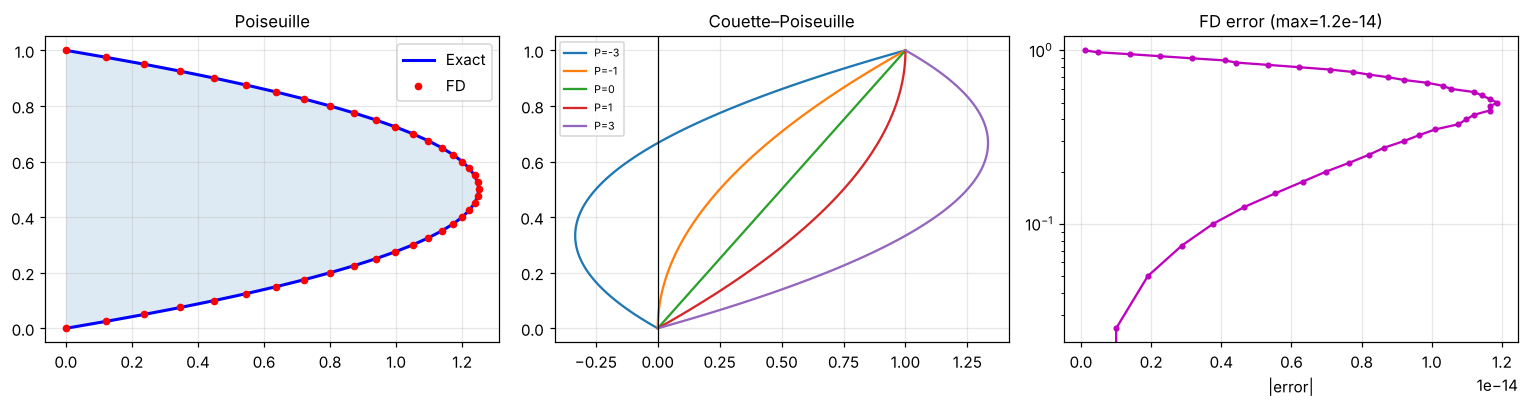 Poiseuille
1.0
0.8
0.6
0.4
0.2
0.0
Exact
FD
0.0 0.2 0.4 0.6 0.8 1.0 1.2
Couette–Poiseuille
1.0
0.8
0.6
0.4
0.2
0.0
P=-3
P=-1
P=0
P=1
P=3
−0.25 0.00 0.25 0.50 0.75 1.00 1.25
FD error (max=1.2e-14)
10⁰
10⁻¹
0.0 0.2 0.4 0.6 0.8 1.0 1.2
|error|
1e−14